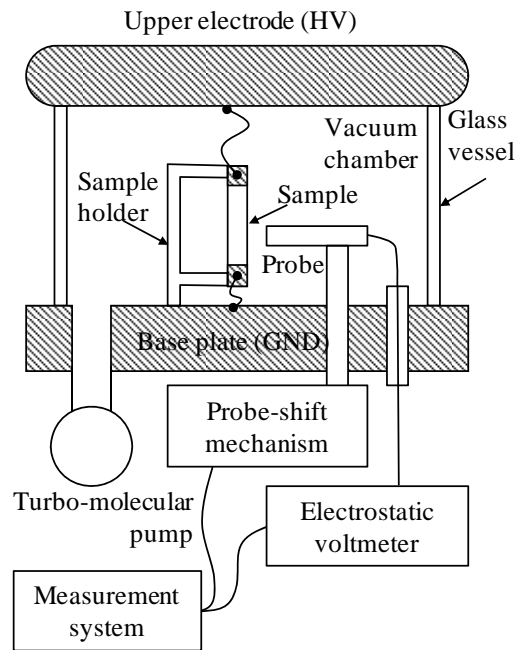 Upper electrode (HV)
Vacuum
chamber
Glass
vessel
Sample
holder
Sample
Probe
Base plate (GND)
Probe-shift
mechanism
Turbo-molecular
pump
Electrostatic
voltmeter
Measurement
system